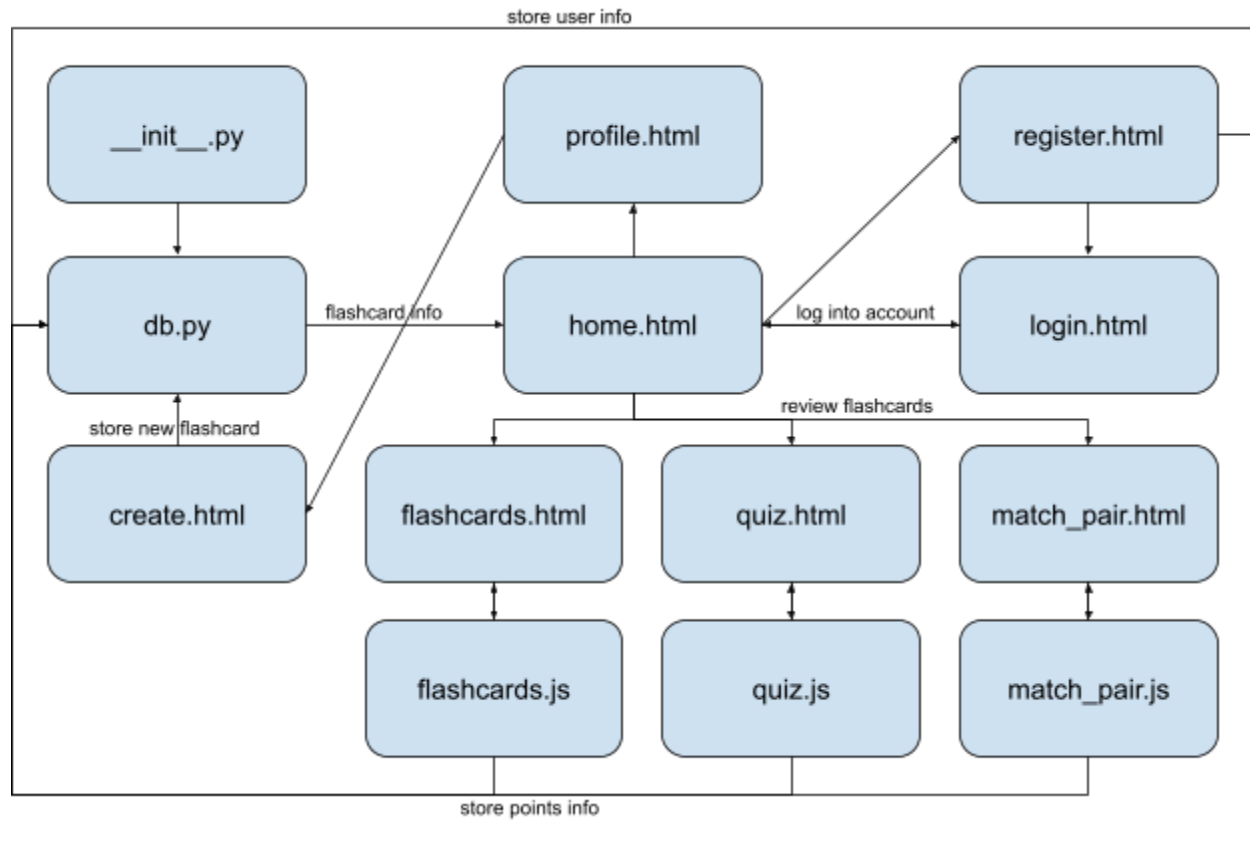 store user info
__init__.py
profile.html
register.html
db.py
flashcard info
home.html
log into account
login.html
store new flashcard
review flashcards
create.html
flashcards.html
quiz.html
match_pair.html
flashcards.js
quiz.js
match_pair.js
store points info